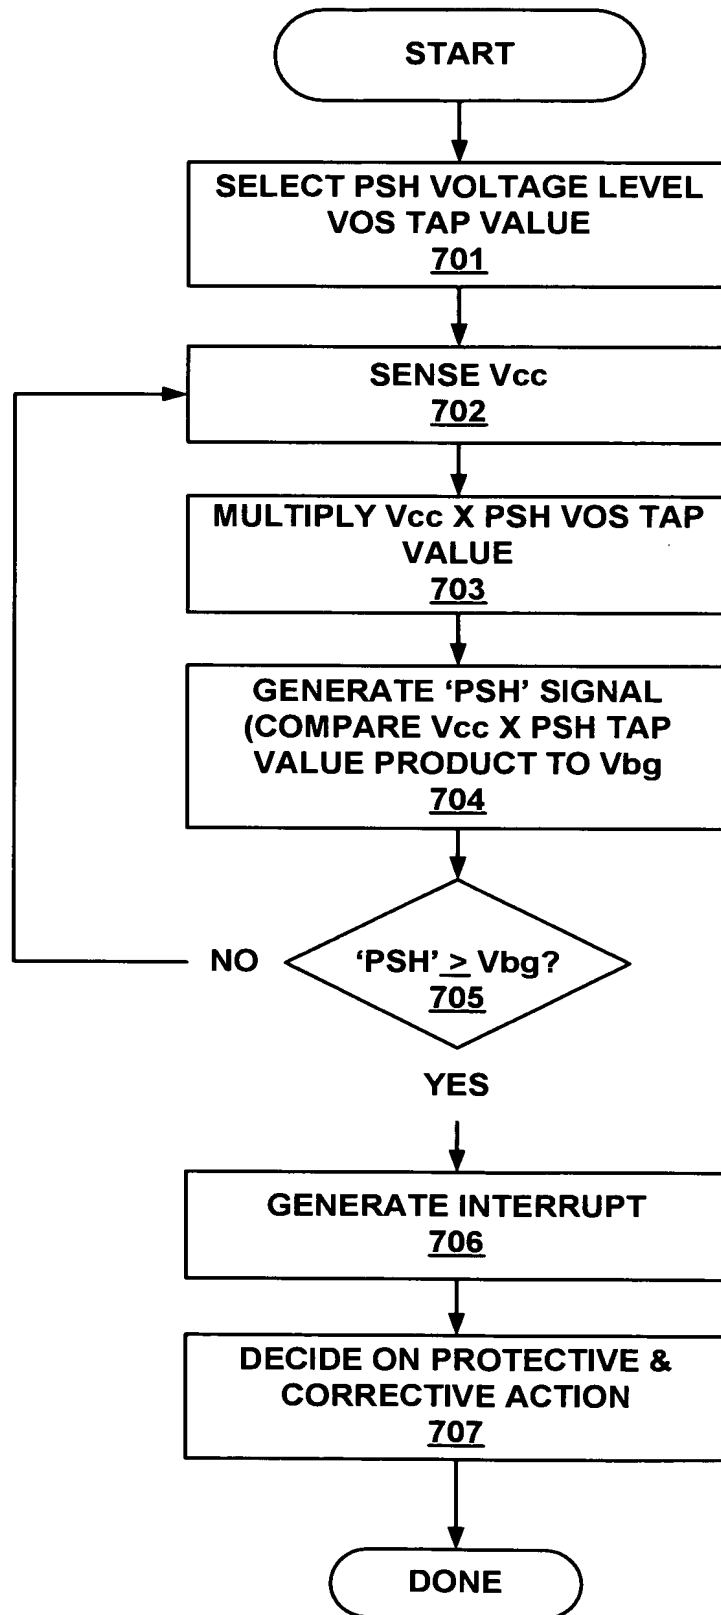 START
SELECT PSH VOLTAGE LEVEL
VOS TAP VALUE
701
SENSE Vcc
702
MULTIPLY Vcc X PSH VOS TAP
VALUE
703
GENERATE ‘PSH’ SIGNAL
(COMPARE Vcc X PSH TAP
VALUE PRODUCT TO Vbg
704
NO
‘PSH’ ≥ Vbg?
705
YES
GENERATE INTERRUPT
706
DECIDE ON PROTECTIVE &
CORRECTIVE ACTION
707
DONE